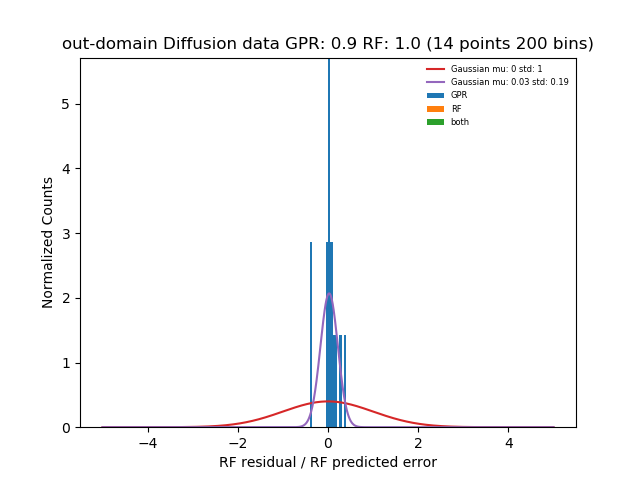 out-domain Diffusion data GPR: 0.9 RF: 1.0 (14 points 200 bins)
Gaussian mu: 0 std: 1
Gaussian mu: 0.03 std: 0.19
GPR
RF
both
Normalized Counts
5
4
3
2
1
0
−4
−2
0
2
4
RF residual / RF predicted error